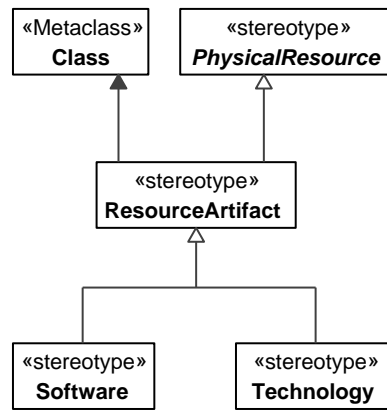 «Metaclass»
Class
«stereotype»
PhysicalResource
«stereotype»
ResourceArtifact
«stereotype»
Software
«stereotype»
Technology